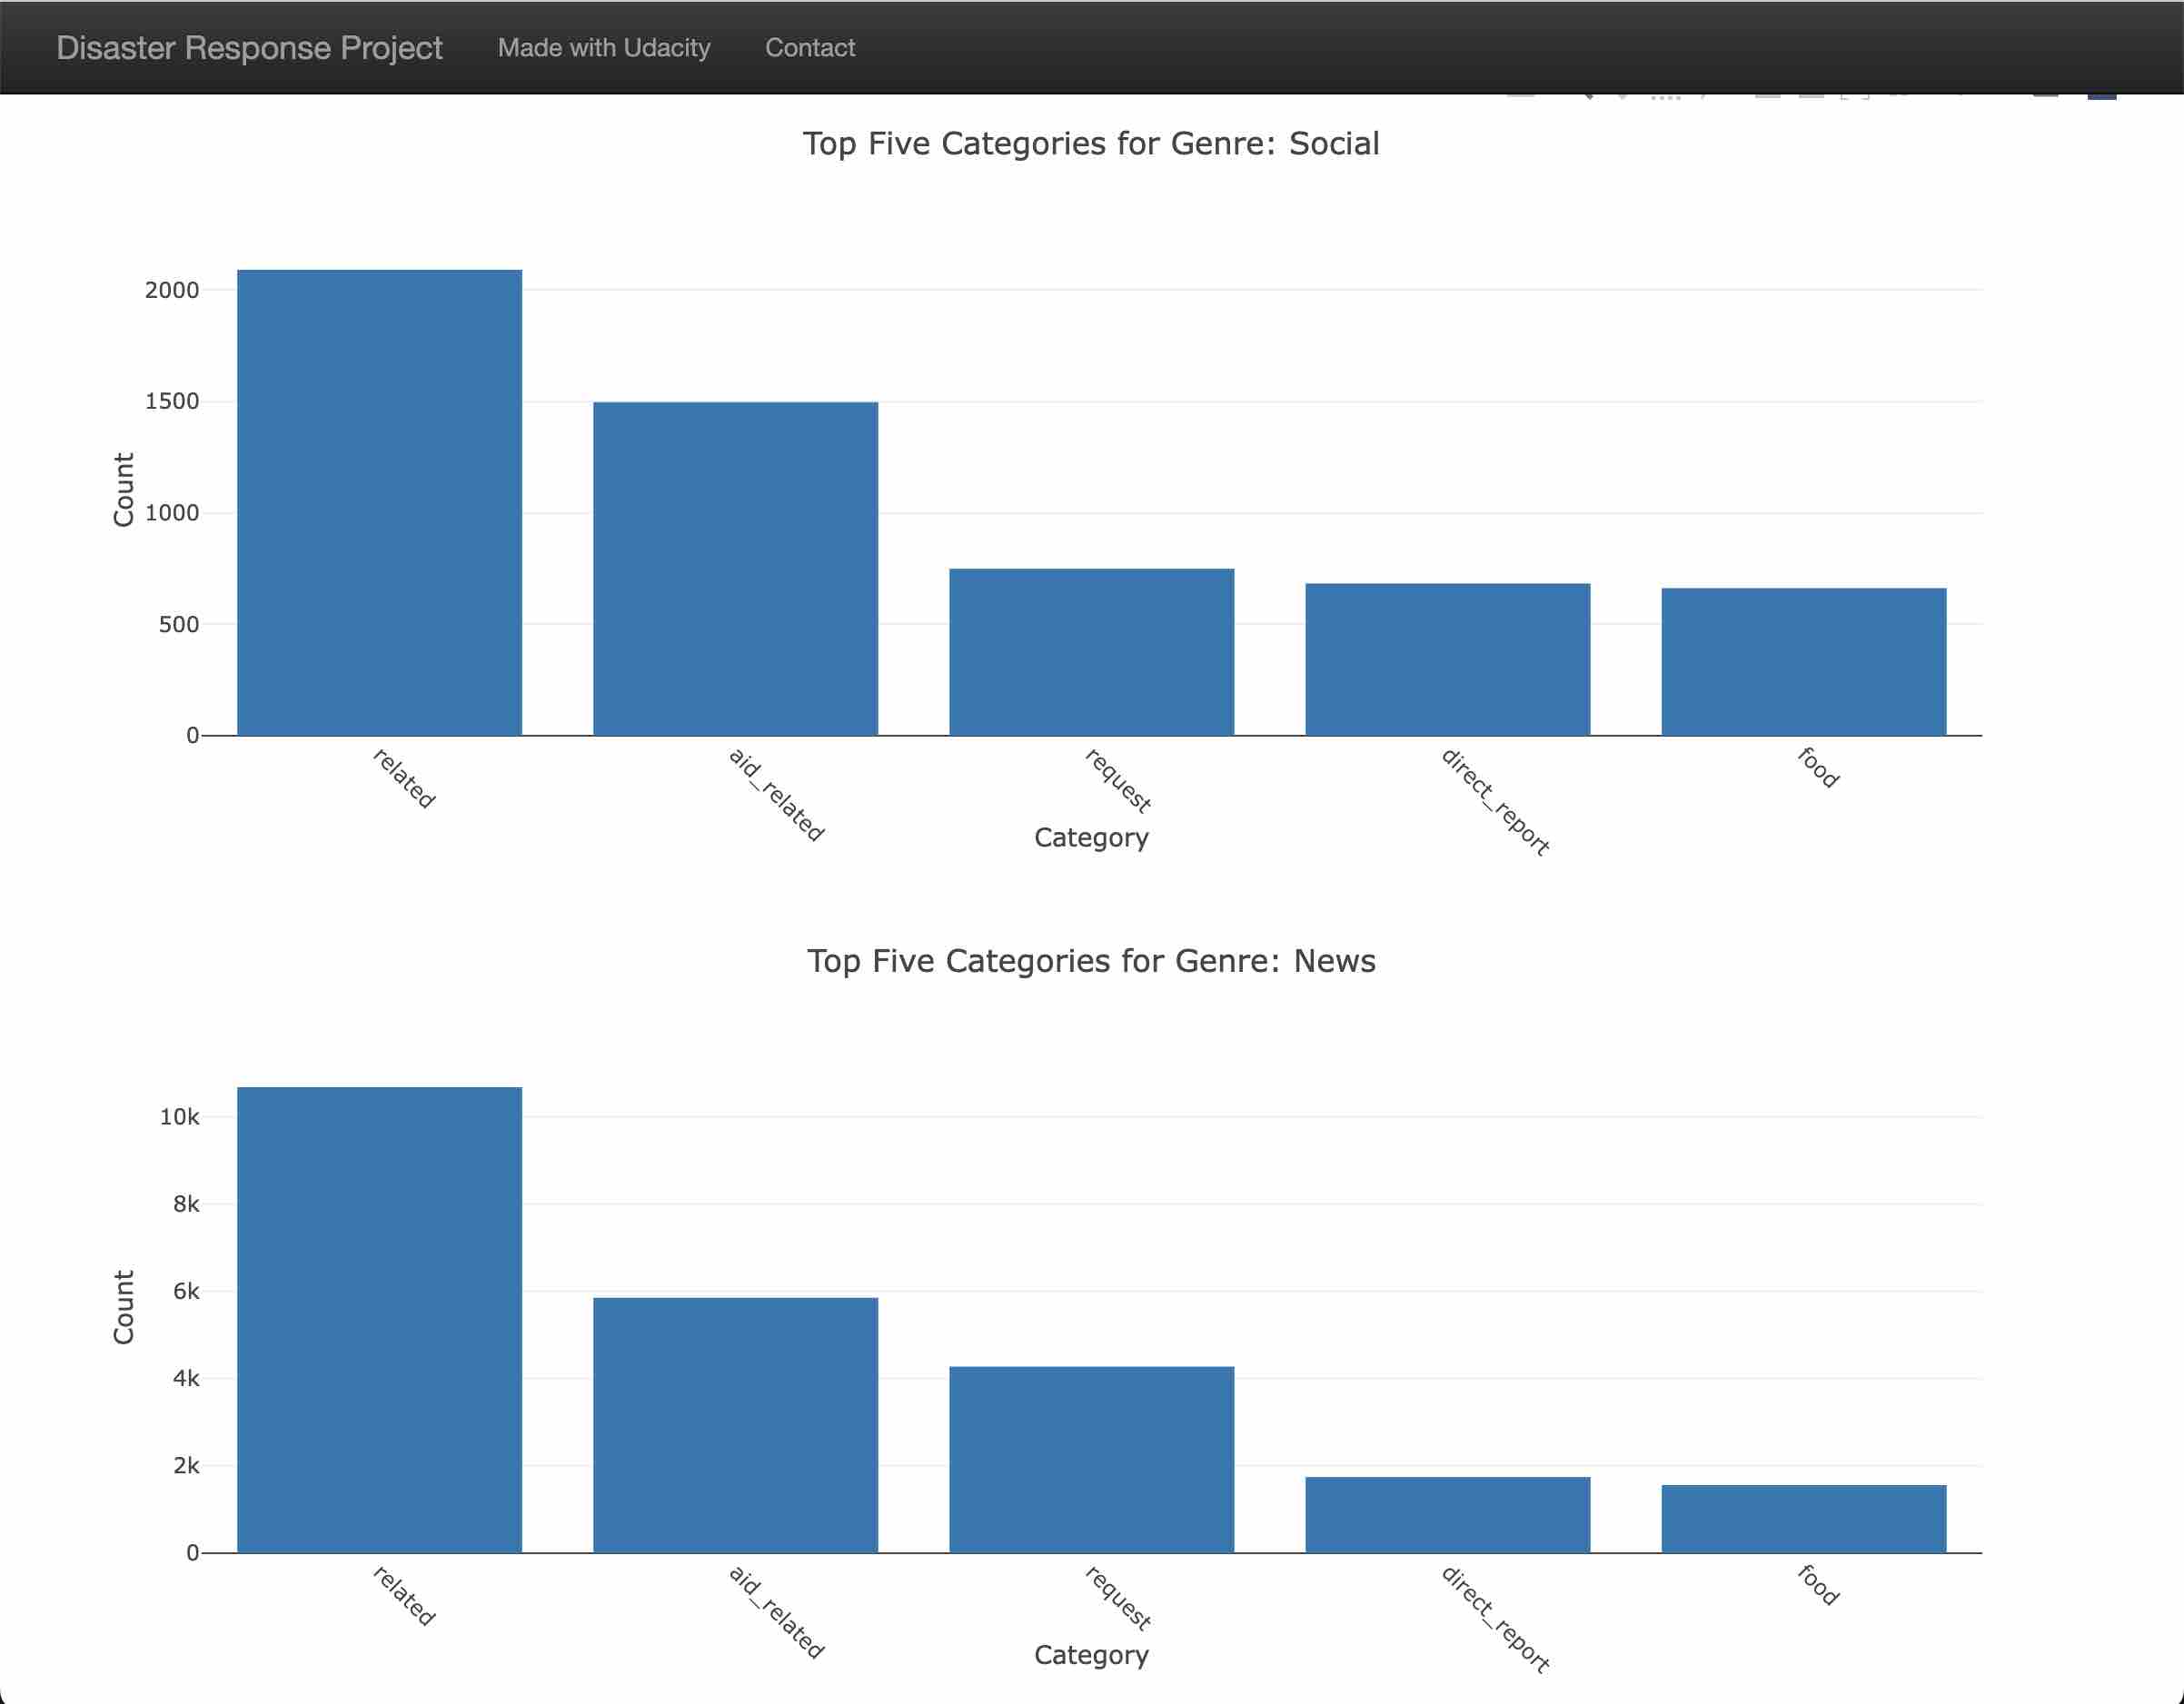 Disaster Response Project Made with Udacity Contact
Top Five Categories for Genre: Social
2000
1500
1000
500
0
Count
related
aid_related
request
direct_report
food
Category
Top Five Categories for Genre: News
10k
8k
6k
4k
2k
0
Count
related
aid_related
request
direct_report
food
Category